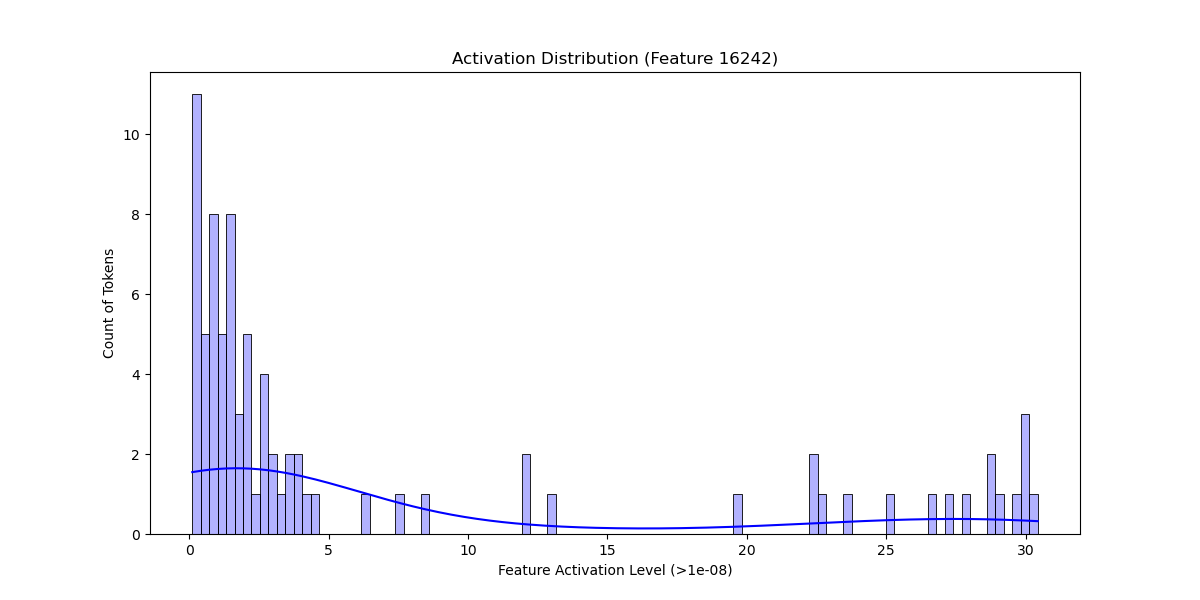 Activation Distribution (Feature 16242)
Count of Tokens
10
8
6
4
2
0
0 5 10 15 20 25 30
Feature Activation Level (>1e-08)